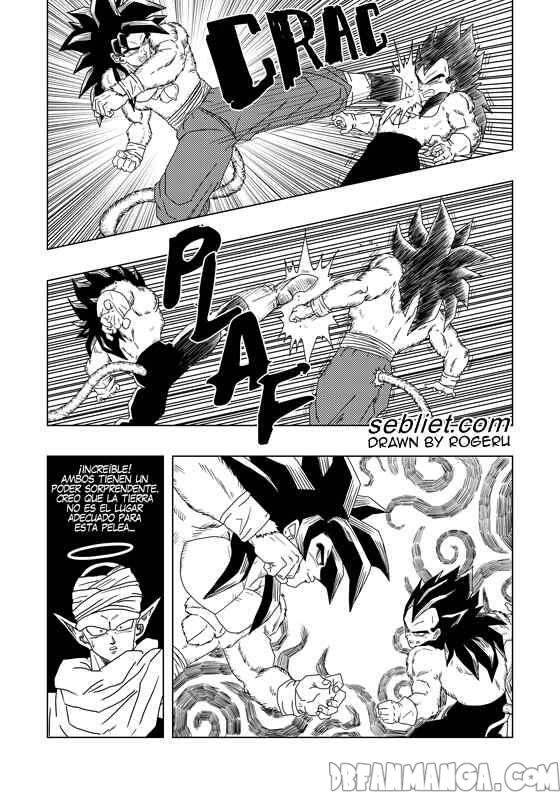 CRAC
PLAF
sebliet.com
DRAWN BY ROGERU
¡INCREÍBLE!
AMBOS TIENEN UN
PODER SORPRENDENTE.
CREO QUE LA TIERRA
NO ES EL LUGAR
ADECUADO PARA
ESTA PELEA...
DBFANMANGA.COM